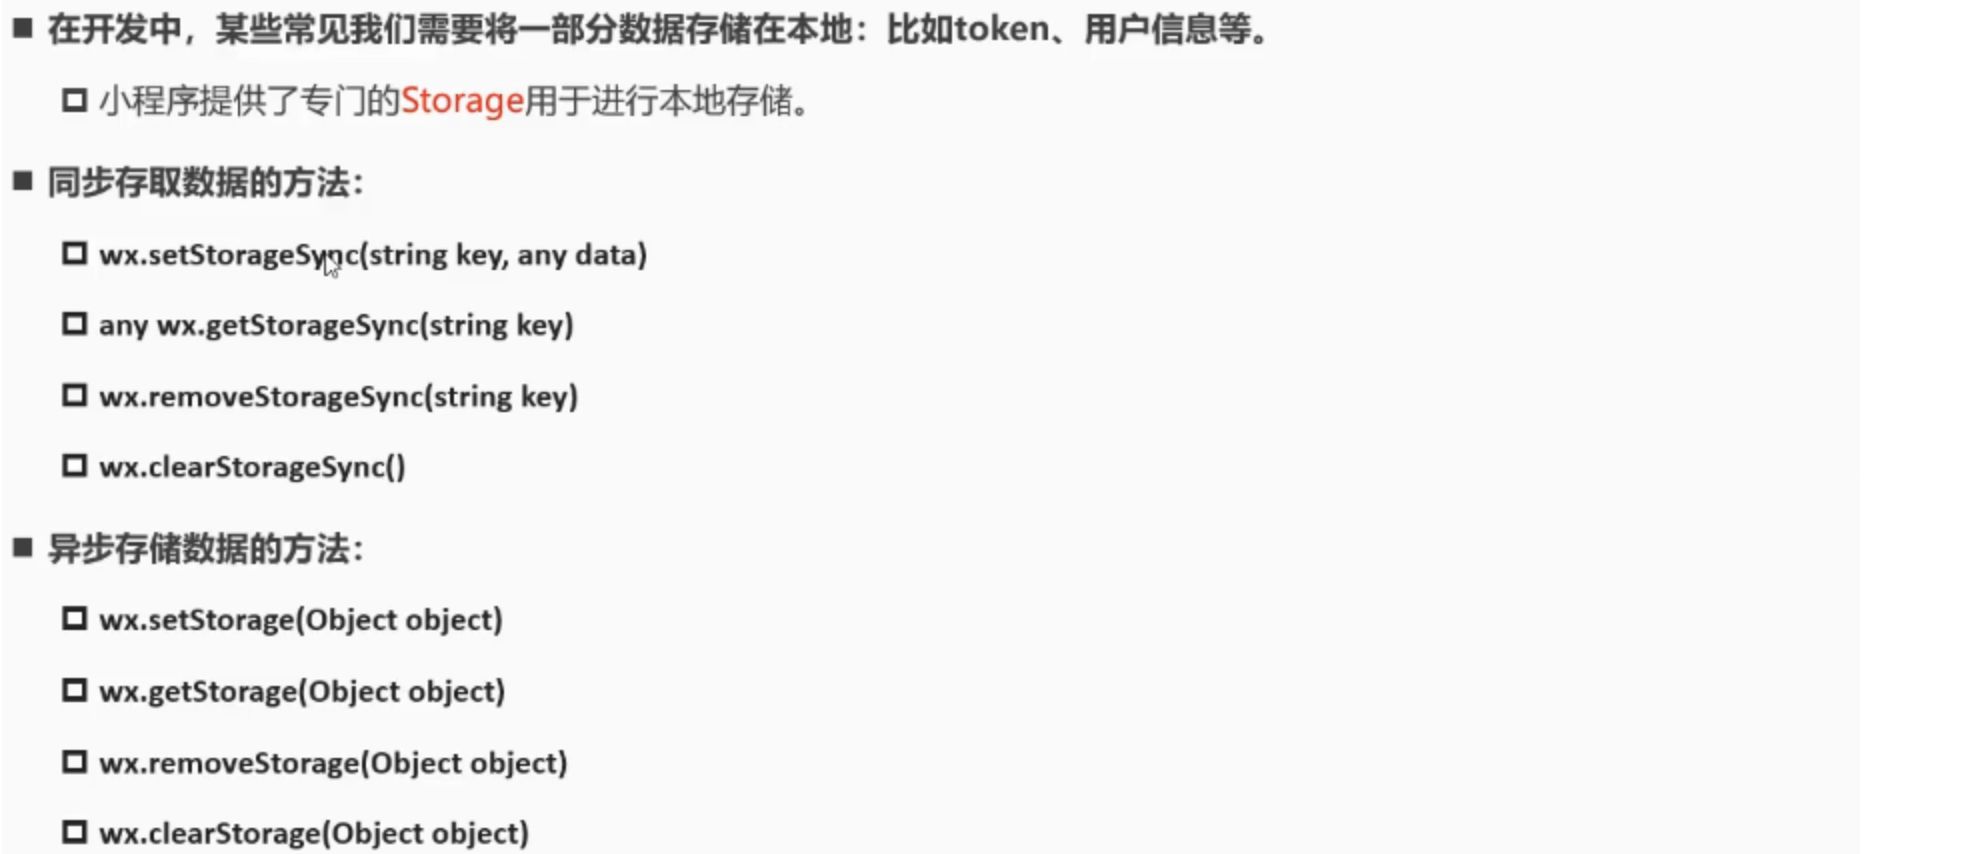 在开发中，某些常见我们需要将一部分数据存储在本地：比如token、用户信息等。
小程序提供了专门的Storage用于进行本地存储。
同步存取数据的方法：
wx.setStorageSync(string key, any data)
any wx.getStorageSync(string key)
wx.removeStorageSync(string key)
wx.clearStorageSync()
异步存储数据的方法：
wx.setStorage(Object object)
wx.getStorage(Object object)
wx.removeStorage(Object object)
wx.clearStorage(Object object)